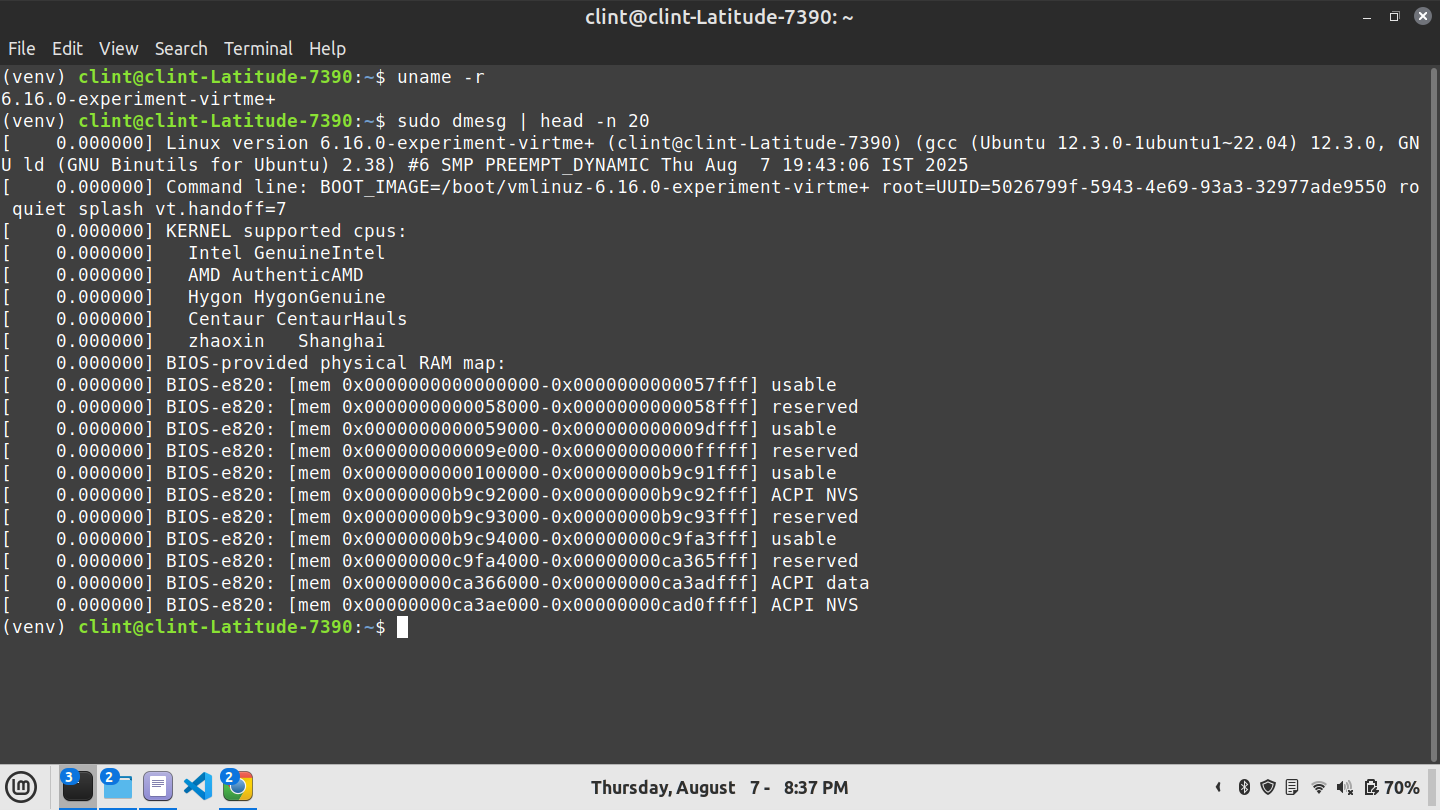 clint@clint-Latitude-7390: ~
File Edit View Search Terminal Help
(venv) clint@clint-Latitude-7390:~$ uname -r
6.16.0-experiment-virtme+
(venv) clint@clint-Latitude-7390:~$ sudo dmesg | head -n 20
[    0.000000] Linux version 6.16.0-experiment-virtme+ (clint@clint-Latitude-7390) (gcc (Ubuntu 12.3.0-1ubuntu1~22.04) 12.3.0, GN
U ld (GNU Binutils for Ubuntu) 2.38) #6 SMP PREEMPT_DYNAMIC Thu Aug  7 19:43:06 IST 2025
[    0.000000] Command line: BOOT_IMAGE=/boot/vmlinuz-6.16.0-experiment-virtme+ root=UUID=5026799f-5943-4e69-93a3-32977ade9550 ro
 quiet splash vt.handoff=7
[    0.000000] KERNEL supported cpus:
[    0.000000]   Intel GenuineIntel
[    0.000000]   AMD AuthenticAMD
[    0.000000]   Hygon HygonGenuine
[    0.000000]   Centaur CentaurHauls
[    0.000000]   zhaoxin   Shanghai
[    0.000000] BIOS-provided physical RAM map:
[    0.000000] BIOS-e820: [mem 0x0000000000000000-0x0000000000057fff] usable
[    0.000000] BIOS-e820: [mem 0x0000000000058000-0x0000000000058fff] reserved
[    0.000000] BIOS-e820: [mem 0x0000000000059000-0x000000000009dfff] usable
[    0.000000] BIOS-e820: [mem 0x000000000009e000-0x00000000000fffff] reserved
[    0.000000] BIOS-e820: [mem 0x0000000000100000-0x00000000b9c91fff] usable
[    0.000000] BIOS-e820: [mem 0x00000000b9c92000-0x00000000b9c92fff] ACPI NVS
[    0.000000] BIOS-e820: [mem 0x00000000b9c93000-0x00000000b9c93fff] reserved
[    0.000000] BIOS-e820: [mem 0x00000000b9c94000-0x00000000c9fa3fff] usable
[    0.000000] BIOS-e820: [mem 0x00000000c9fa4000-0x00000000ca365fff] reserved
[    0.000000] BIOS-e820: [mem 0x00000000ca366000-0x00000000ca3adfff] ACPI data
[    0.000000] BIOS-e820: [mem 0x00000000ca3ae000-0x00000000cad0ffff] ACPI NVS
(venv) clint@clint-Latitude-7390:~$
3 2 2 Thursday, August  7 -  8:37 PM 70%